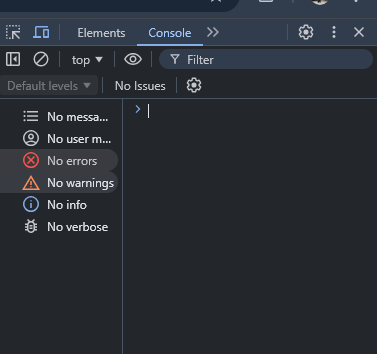 Elements Console
top Filter
Default levels No Issues
No messa...
No user m...
No errors
No warnings
No info
No verbose